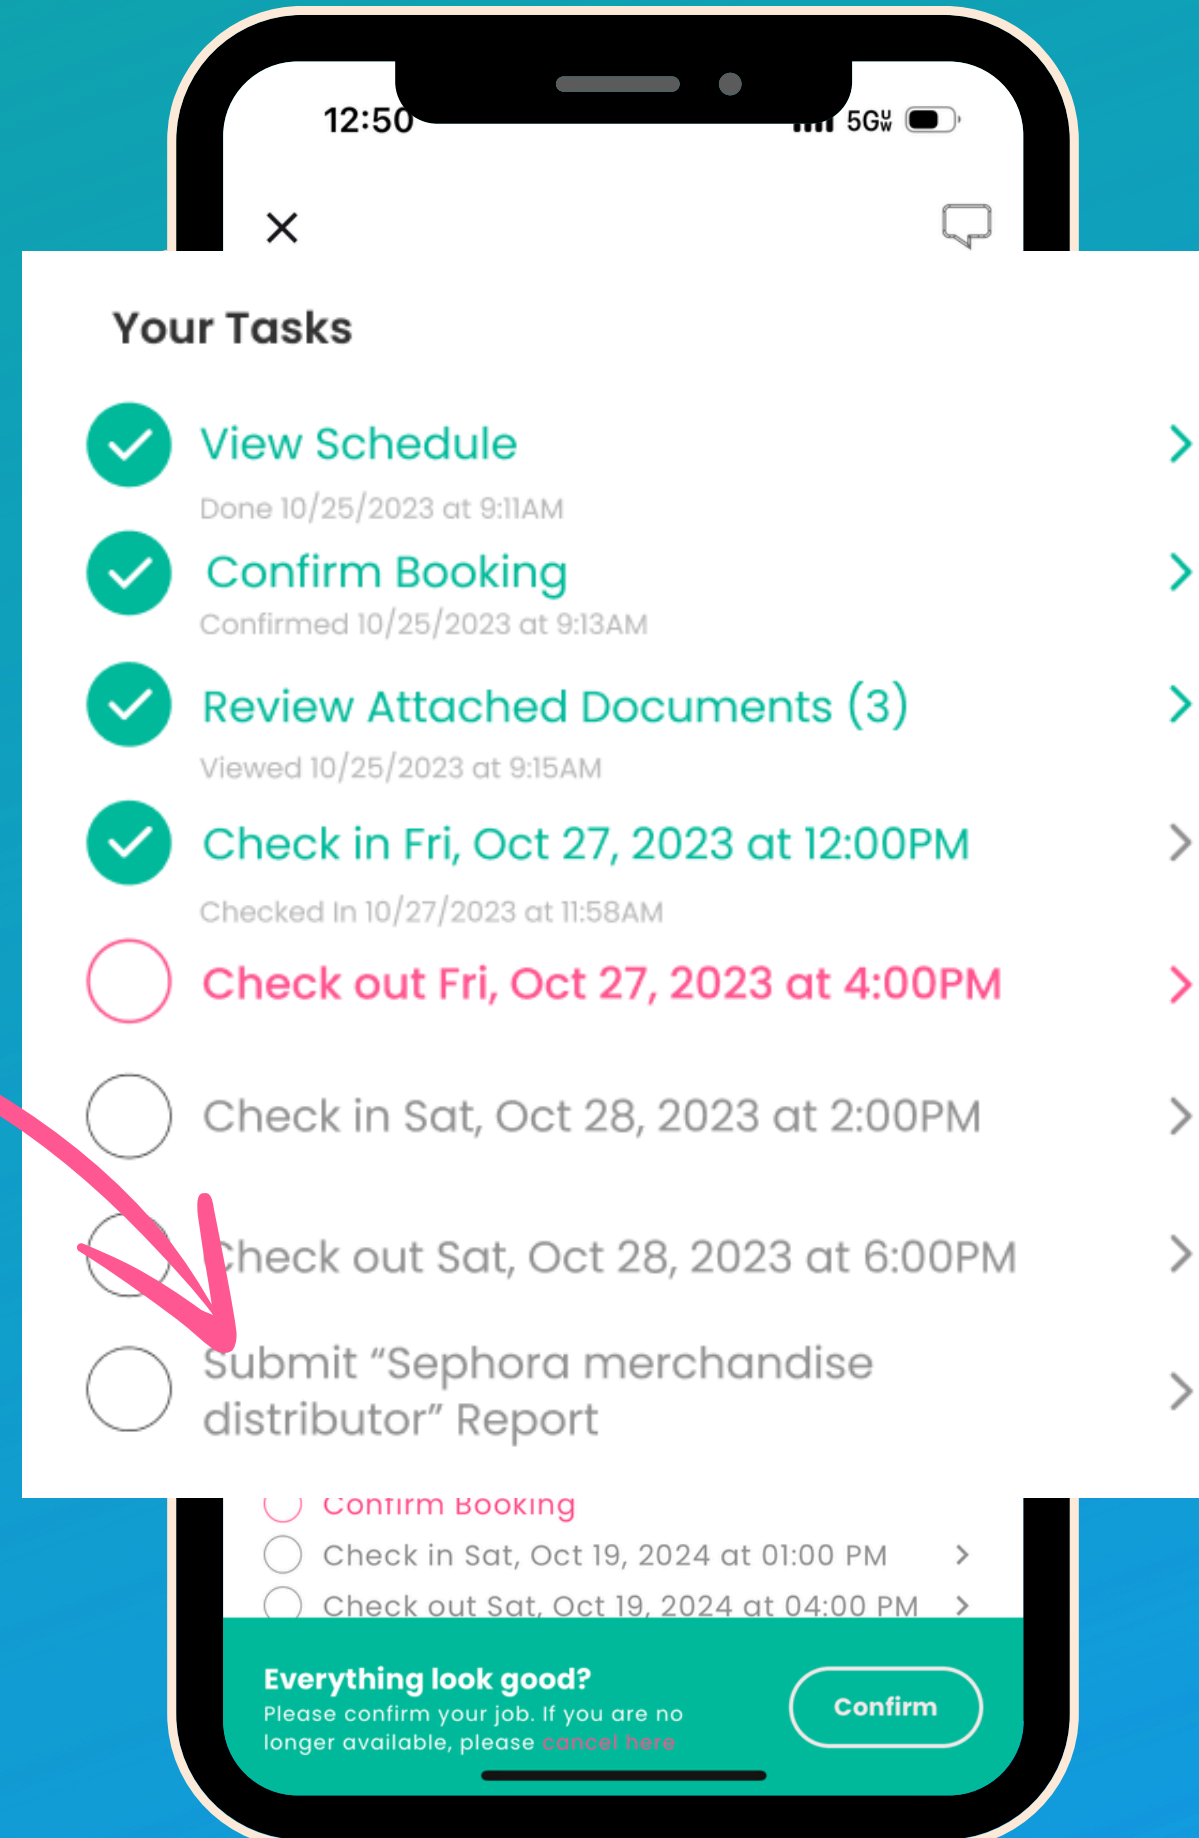 12:50
5G UW
Your Tasks
View Schedule
Done 10/25/2023 at 9:11AM
Confirm Booking
Confirmed 10/25/2023 at 9:13AM
Review Attached Documents (3)
Viewed 10/25/2023 at 9:15AM
Check in Fri, Oct 27, 2023 at 12:00PM
Checked In 10/27/2023 at 11:58AM
Check out Fri, Oct 27, 2023 at 4:00PM
Check in Sat, Oct 28, 2023 at 2:00PM
Check out Sat, Oct 28, 2023 at 6:00PM
Submit “Sephora merchandise
distributor” Report
Confirm Booking
Check in Sat, Oct 19, 2024 at 01:00 PM
Check out Sat, Oct 19, 2024 at 04:00 PM
Everything look good?
Please confirm your job. If you are no
longer available, please cancel here
Confirm